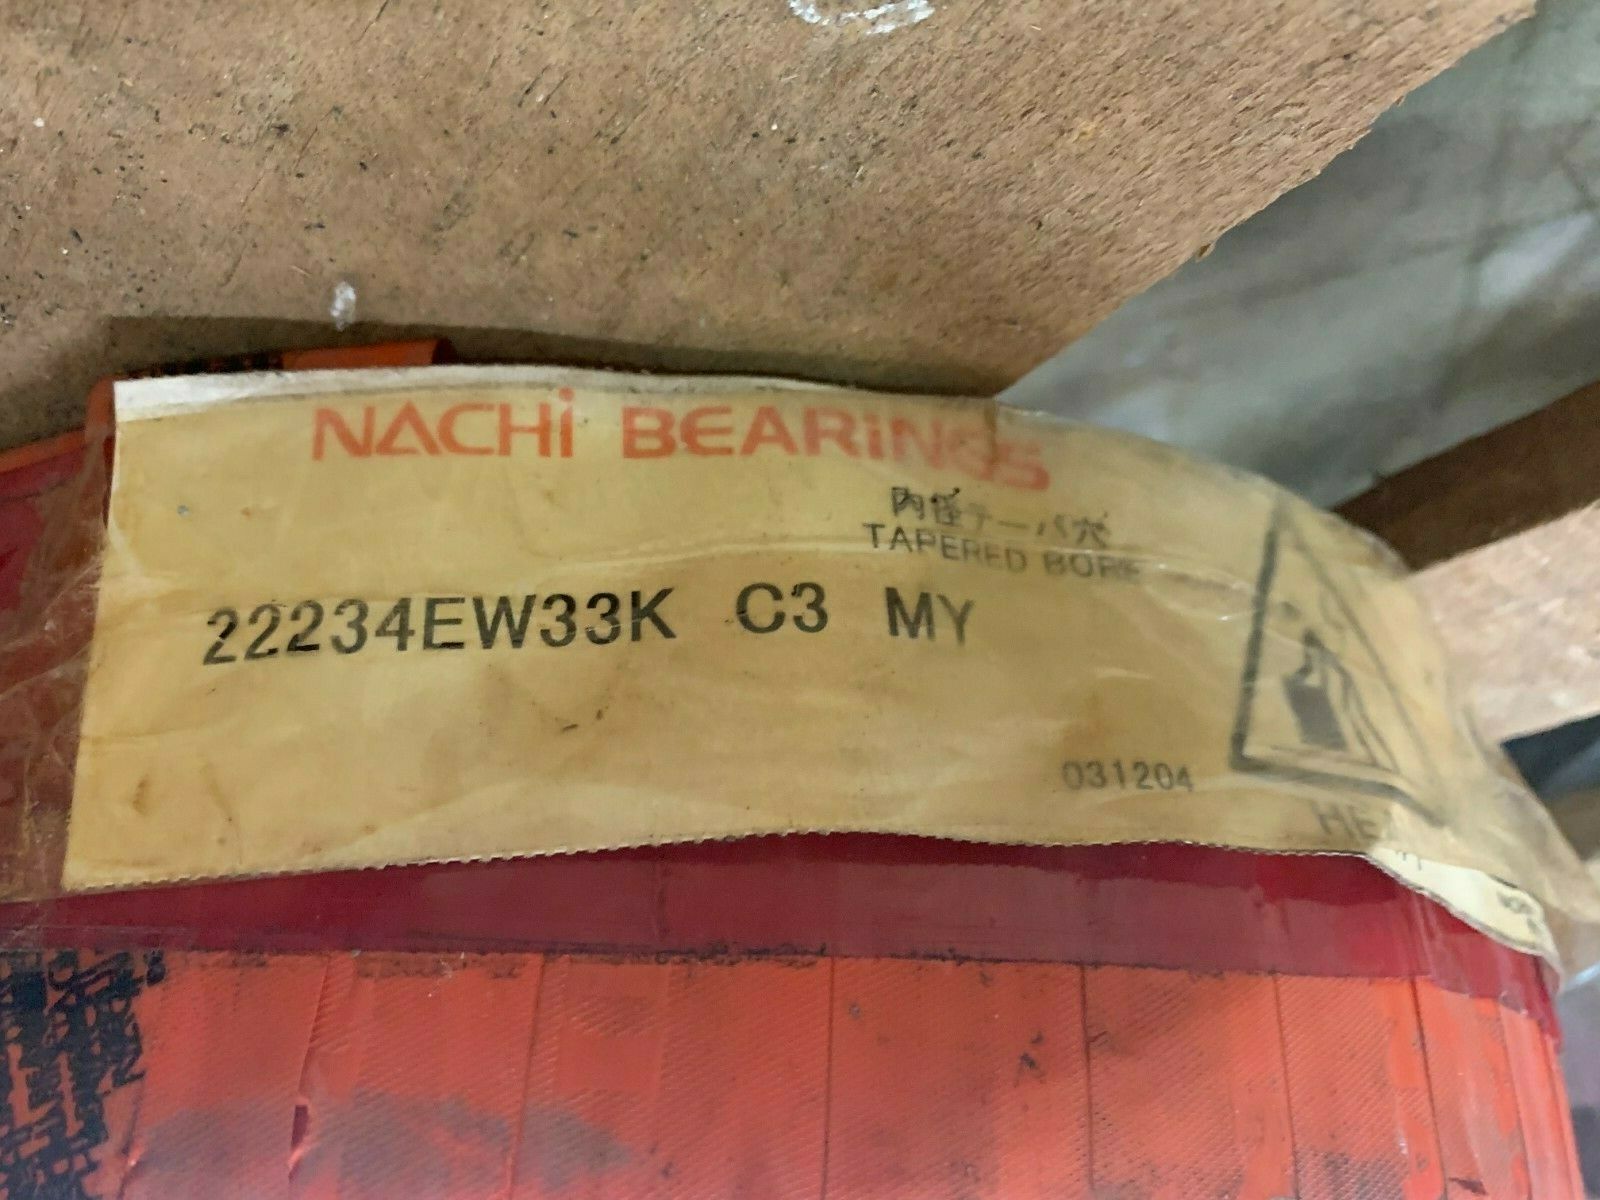 NACHi BEARiNGS
内径テーパ穴
TAPERED BORE
22234EW33K C3 MY
031204